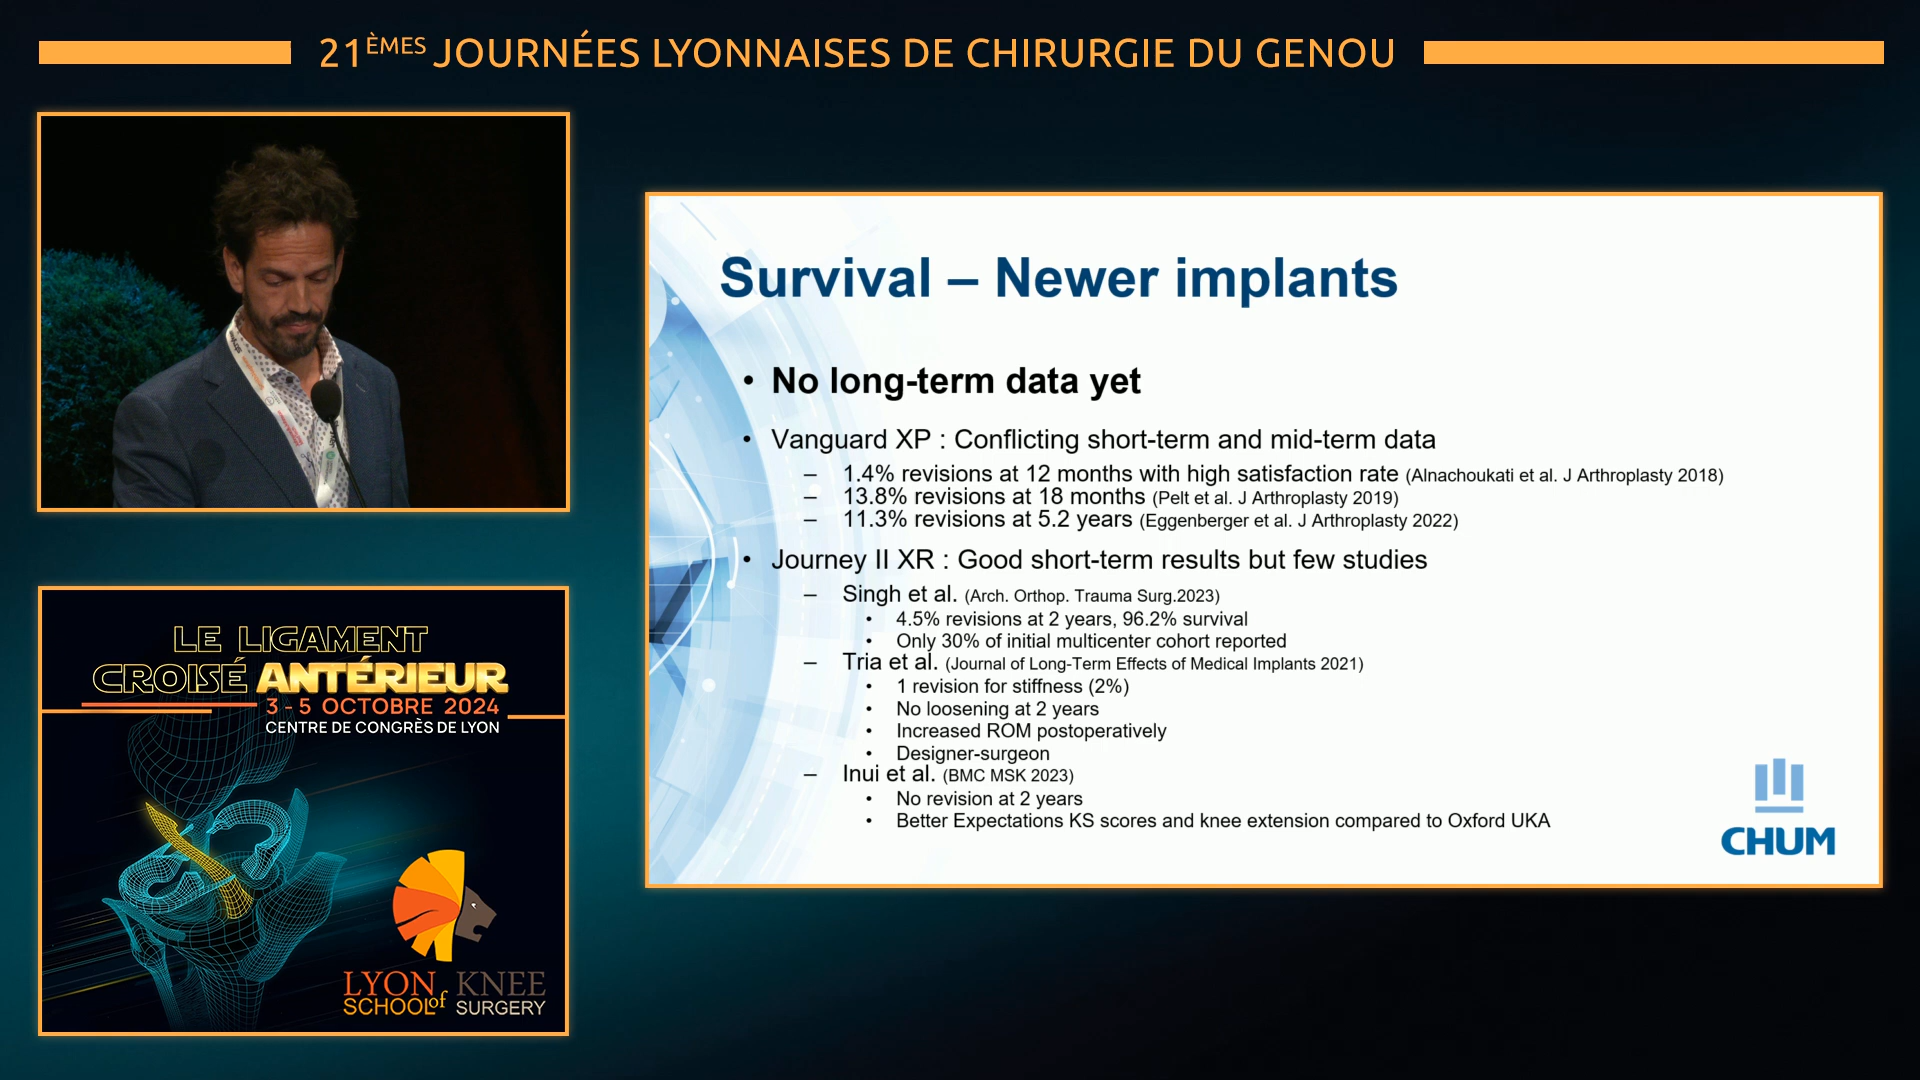 21ÈMES JOURNÉES LYONNAISES DE CHIRURGIE DU GENOU
LE LIGAMENT
CROISÉ ANTÉRIEUR
3 - 5 OCTOBRE 2024
CENTRE DE CONGRÈS DE LYON
LYON KNEE
SCHOOL of SURGERY
Survival – Newer implants
• No long-term data yet
• Vanguard XP : Conflicting short-term and mid-term data
– 1.4% revisions at 12 months with high satisfaction rate (Alnachoukati et al. J Arthroplasty 2018)
– 13.8% revisions at 18 months (Pelt et al. J Arthroplasty 2019)
– 11.3% revisions at 5.2 years (Eggenberger et al. J Arthroplasty 2022)
• Journey II XR : Good short-term results but few studies
– Singh et al. (Arch. Orthop. Trauma Surg.2023)
• 4.5% revisions at 2 years, 96.2% survival
• Only 30% of initial multicenter cohort reported
– Tria et al. (Journal of Long-Term Effects of Medical Implants 2021)
• 1 revision for stiffness (2%)
• No loosening at 2 years
• Increased ROM postoperatively
• Designer-surgeon
– Inui et al. (BMC MSK 2023)
• No revision at 2 years
• Better Expectations KS scores and knee extension compared to Oxford UKA
CHUM